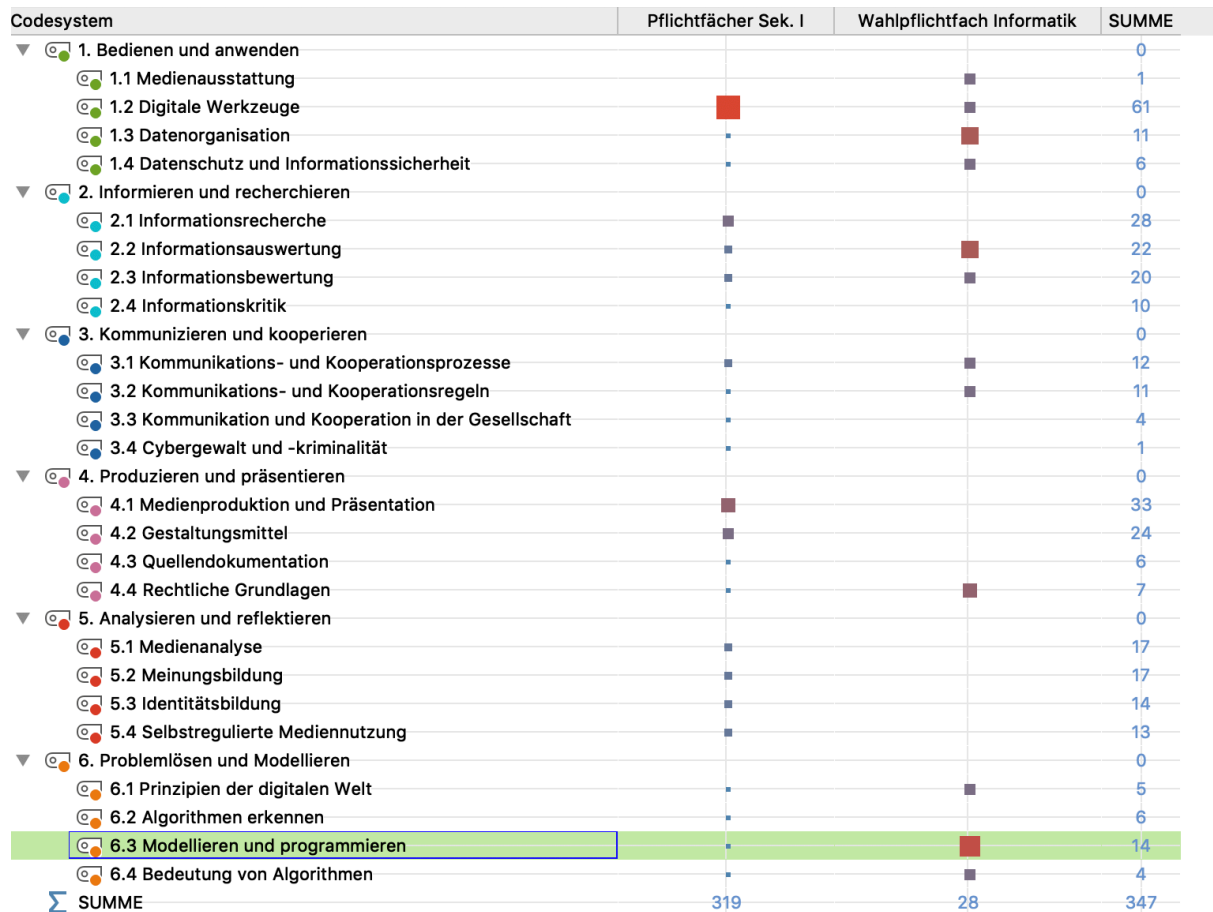 Codesystem Pflichtfächer Sek. I Wahlpflichtfach Informatik SUMME
1. Bedienen und anwenden 0
1.1 Medienausstattung 1
1.2 Digitale Werkzeuge 61
1.3 Datenorganisation 11
1.4 Datenschutz und Informationssicherheit 6
2. Informieren und recherchieren 0
2.1 Informationsrecherche 28
2.2 Informationsauswertung 22
2.3 Informationsbewertung 20
2.4 Informationskritik 10
3. Kommunizieren und kooperieren 0
3.1 Kommunikations- und Kooperationsprozesse 12
3.2 Kommunikations- und Kooperationsregeln 11
3.3 Kommunikation und Kooperation in der Gesellschaft 4
3.4 Cybergewalt und -kriminalität 1
4. Produzieren und präsentieren 0
4.1 Medienproduktion und Präsentation 33
4.2 Gestaltungsmittel 24
4.3 Quellendokumentation 6
4.4 Rechtliche Grundlagen 7
5. Analysieren und reflektieren 0
5.1 Medienanalyse 17
5.2 Meinungsbildung 17
5.3 Identitätsbildung 14
5.4 Selbstregulierte Mediennutzung 13
6. Problemlösen und Modellieren 0
6.1 Prinzipien der digitalen Welt 5
6.2 Algorithmen erkennen 6
6.3 Modellieren und programmieren 14
6.4 Bedeutung von Algorithmen 4
Σ SUMME 319 28 347